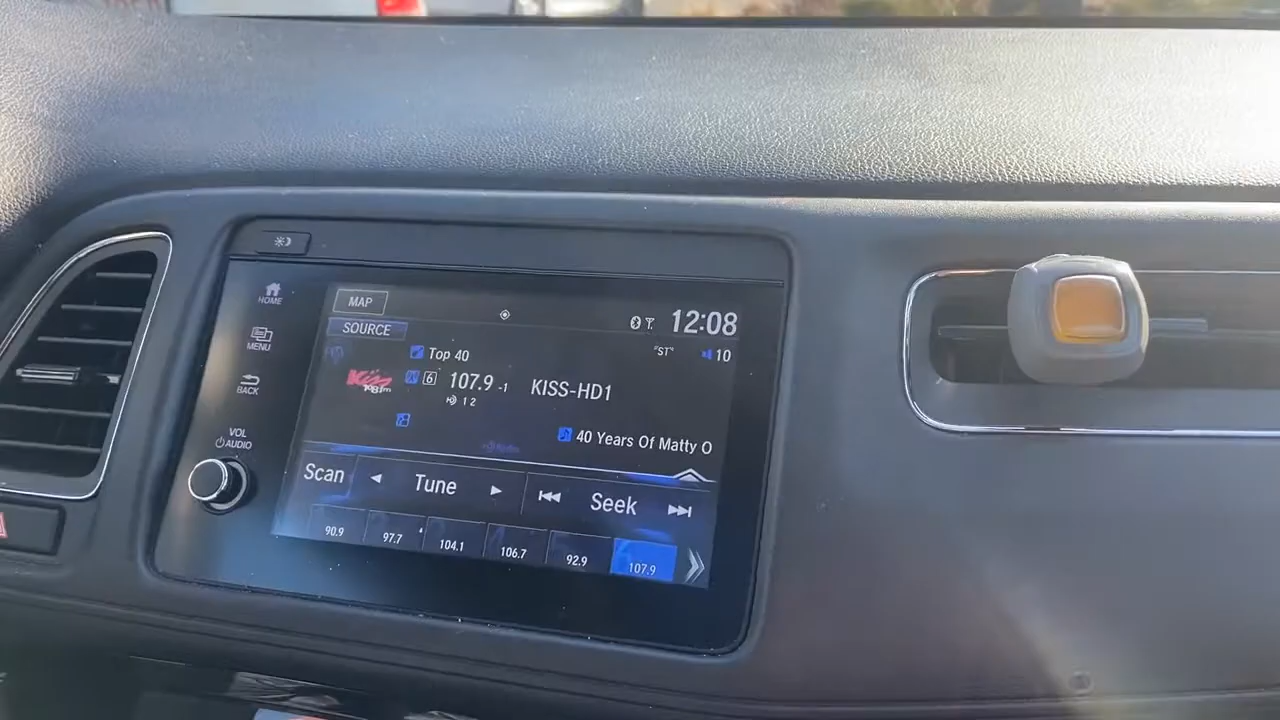 HOME
MENU
BACK
VOL
AUDIO
MAP
SOURCE
12:08
"ST"
10
Top 40
Kiss
6
107.9 -1
KISS-HD1
1 2
40 Years Of Matty O
Scan
Tune
Seek
90.9
97.7
104.1
106.7
92.9
107.9